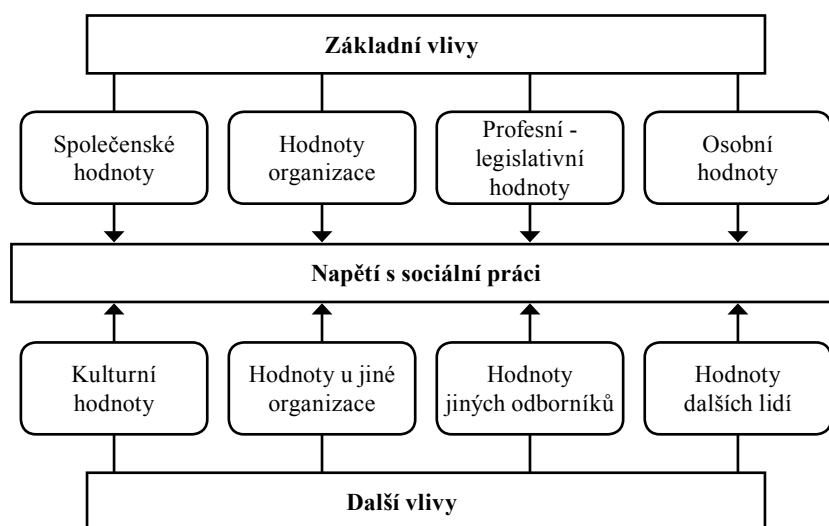 Základní vlivy
Společenské
hodnoty
Hodnoty
organizace
Profesní -
legislativní
hodnoty
Osobní
hodnoty
Napětí s sociální práci
Kulturní
hodnoty
Hodnoty u jiné
organizace
Hodnoty
jiných odborníků
Hodnoty
dalších lidí
Další vlivy